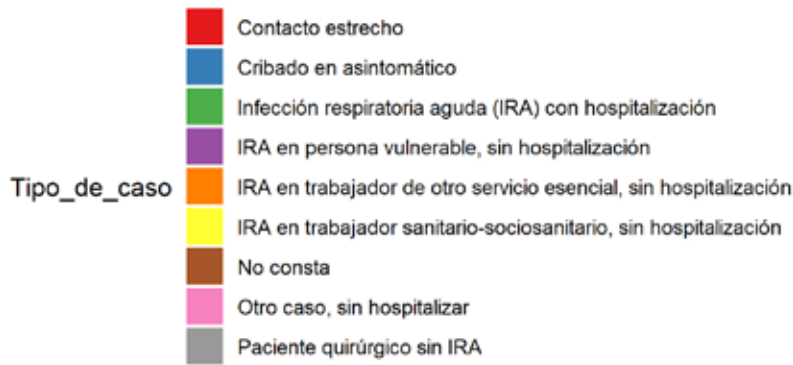 Contacto estrecho
Cribado en asintomático
Infección respiratoria aguda (IRA) con hospitalización
IRA en persona vulnerable, sin hospitalización
Tipo_de_caso
IRA en trabajador de otro servicio esencial, sin hospitalización
IRA en trabajador sanitario-sociosanitario, sin hospitalización
No consta
Otro caso, sin hospitalizar
Paciente quirúrgico sin IRA